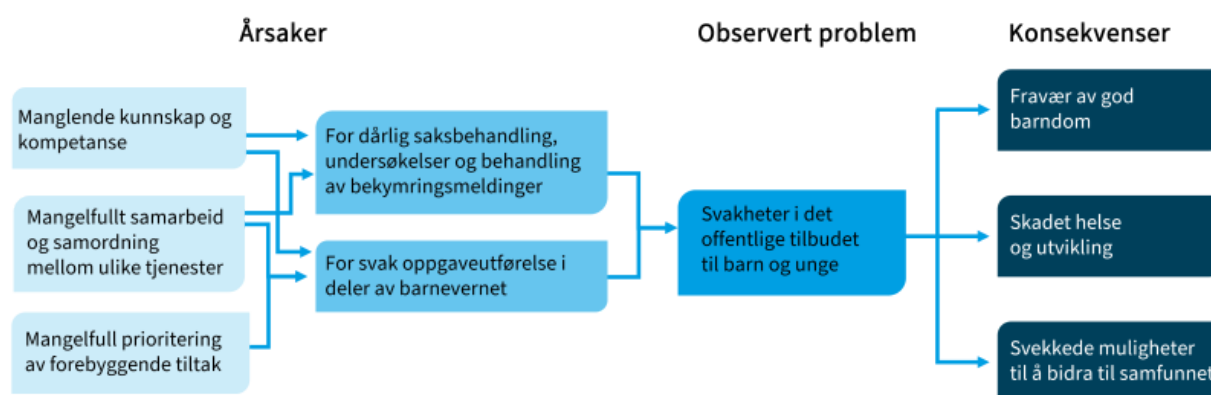 Årsaker
Observert problem
Konsekvenser
Manglende kunnskap og
kompetanse
Mangelfullt samarbeid
og samordning
mellom ulike tjenester
Mangelfull prioritering
av forebyggende tiltak
For dårlig saksbehandling,
undersøkelser og behandling
av bekymringsmeldinger
For svak oppgaveutførelse i
deler av barnevernet
Svakheter i det
offentlige tilbudet
til barn og unge
Fravær av god
barndom
Skadet helse
og utvikling
Svekkede muligheter
til å bidra til samfunnet